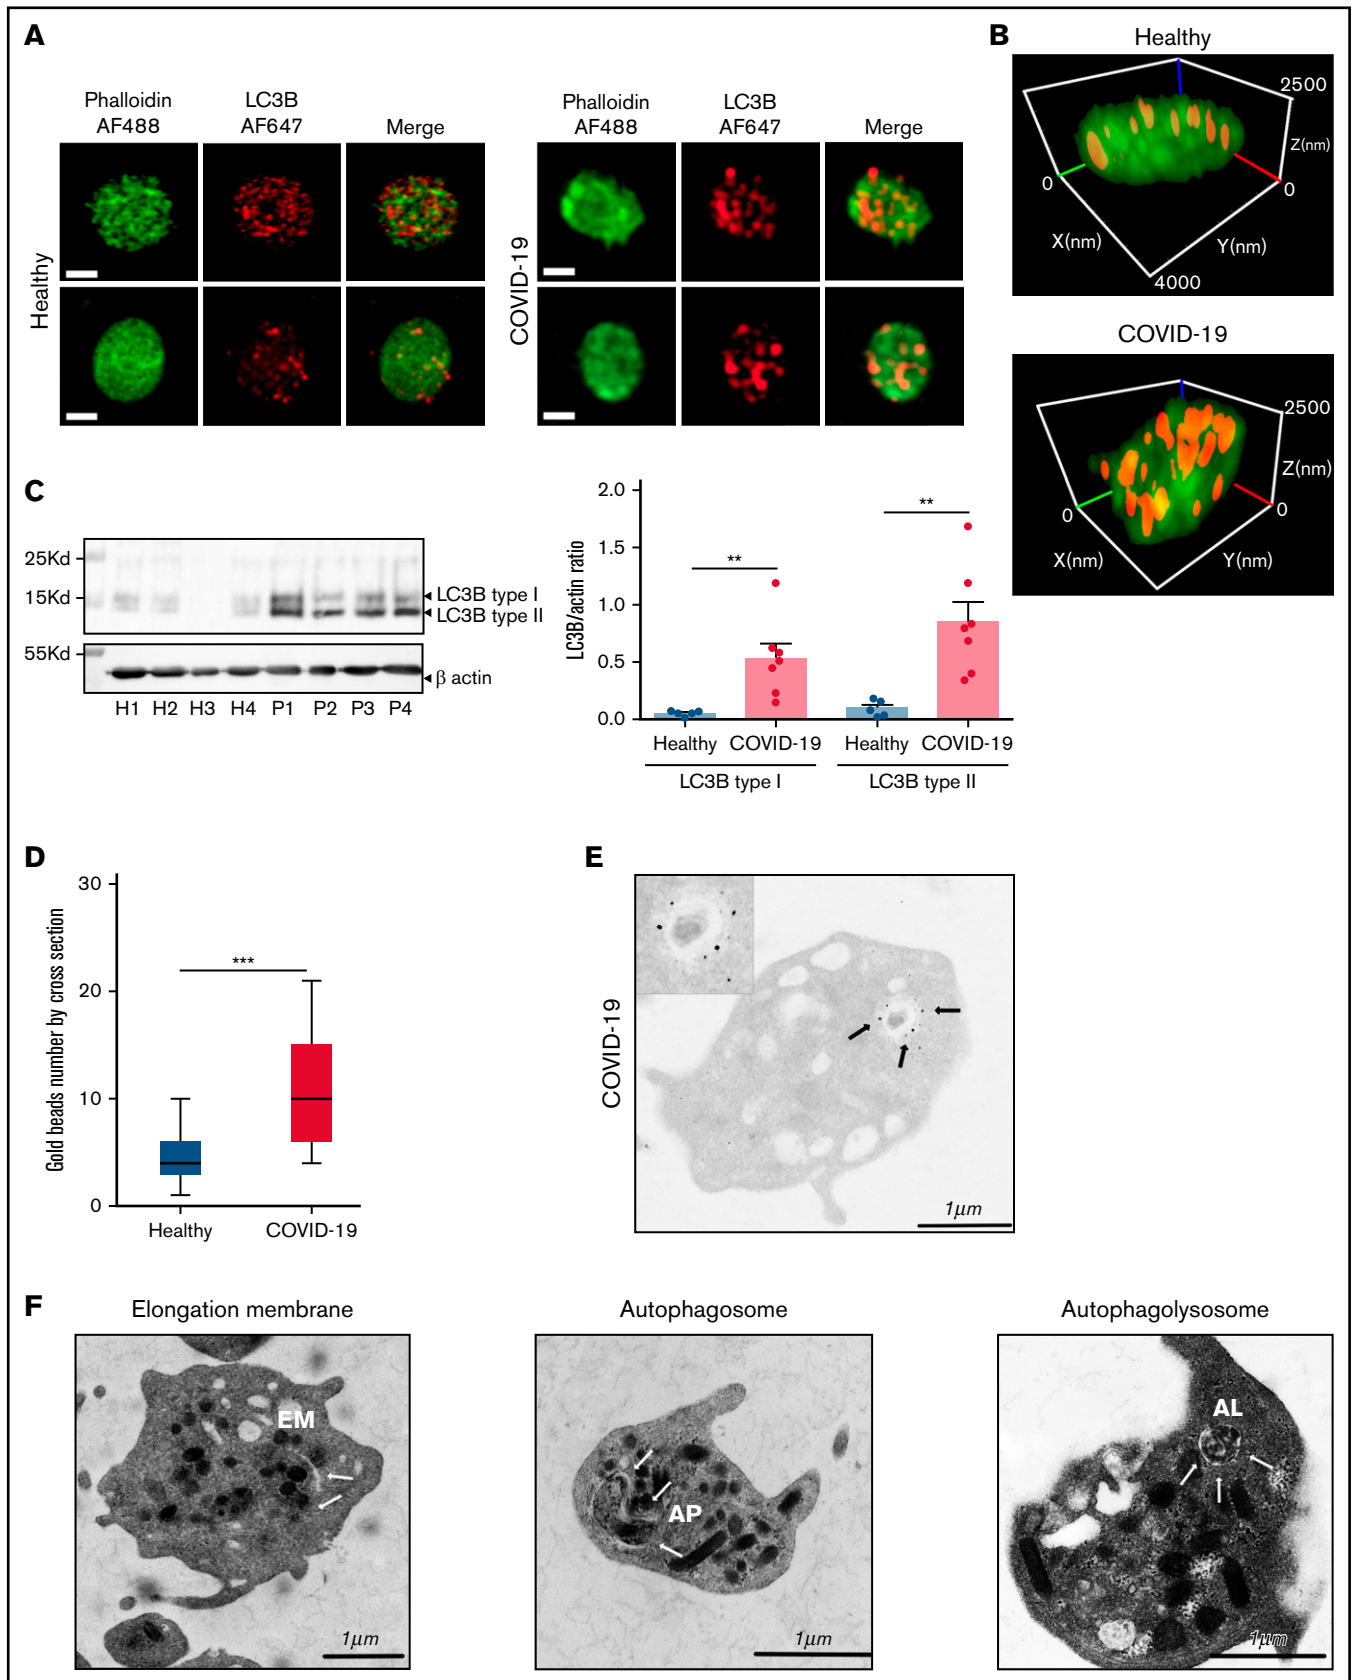 A
Phalloidin AF488
LC3B AF647
Merge
Phalloidin AF488
LC3B AF647
Merge
Healthy
COVID-19
B
Healthy
2500
Z(nm)
0
0
X(nm)
Y(nm)
4000
COVID-19
2500
Z(nm)
0
0
X(nm)
Y(nm)
C
25Kd
15Kd
LC3B type I
LC3B type II
55Kd
β actin
H1 H2 H3 H4 P1 P2 P3 P4
LC3B/actin ratio
2.0
1.5
1.0
0.5
0.0
**
**
Healthy COVID-19 Healthy COVID-19
LC3B type I LC3B type II
D
Gold beads number by cross section
30
20
10
0
***
Healthy COVID-19
E
COVID-19
1µm
F
Elongation membrane
EM
1µm
Autophagosome
AP
1µm
Autophagolysosome
AL
1µm